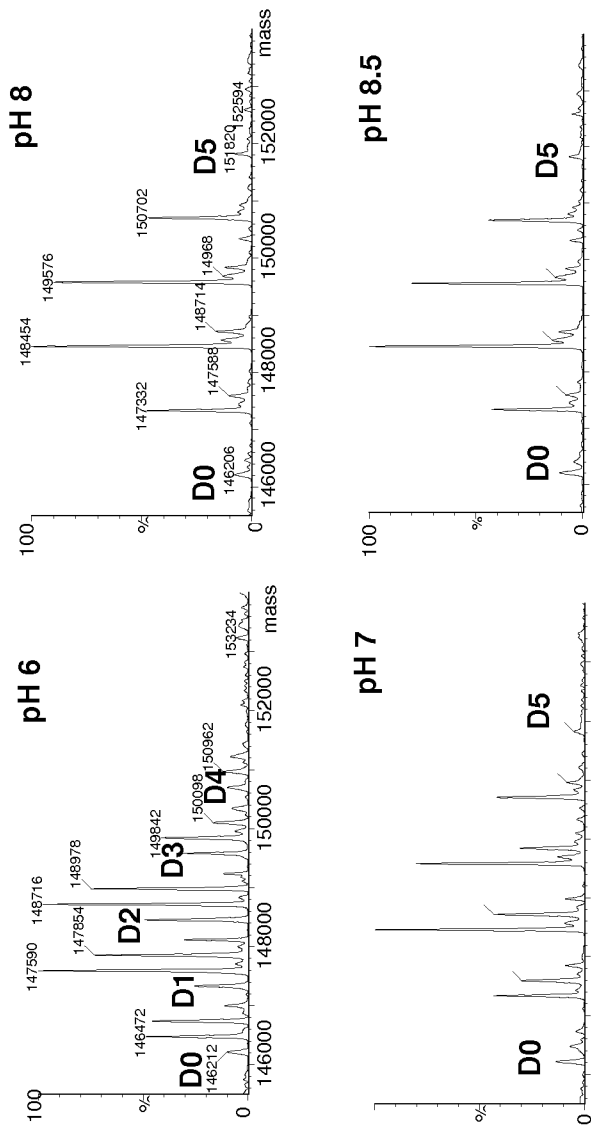 pH 6
100
%
0
D0
146212
146472
D1
147590
147854
D2
148716
148978
D3
149842
150098
D4
150962
153234
146000
148000
150000
152000
mass
pH 8
100
%
0
D0
146206
147332
147588
148454
148714
149576
14968
150702
D5
151820
152594
146000
148000
150000
152000
mass
pH 7
%
0
D0
D5
pH 8.5
100
%
0
D0
D5